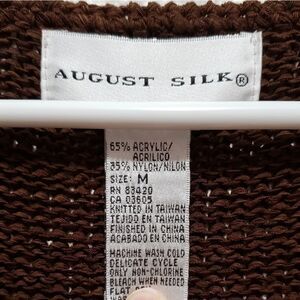 AUGUST SILK®
65% ACRYLIC/
ACRILICO
35% NYLON/NILON
SIZE: M
RN 83420
CA 03605
KNITTED IN TAIWAN
TEJIDO EN TAIWAN
FINISHED IN CHINA
ACABADO EN CHINA
MACHINE WASH COLD
DELICATE CYCLE
ONLY NON-CHLORINE
BLEACH WHEN NEEDED
FLAT